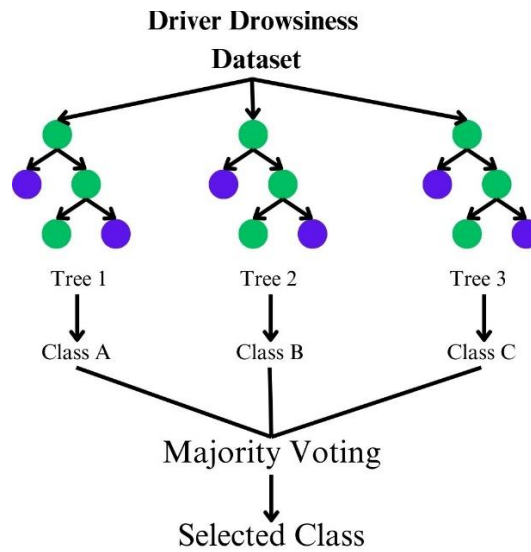 Driver Drowsiness
Dataset
Tree 1
Tree 2
Tree 3
Class A
Class B
Class C
Majority Voting
Selected Class